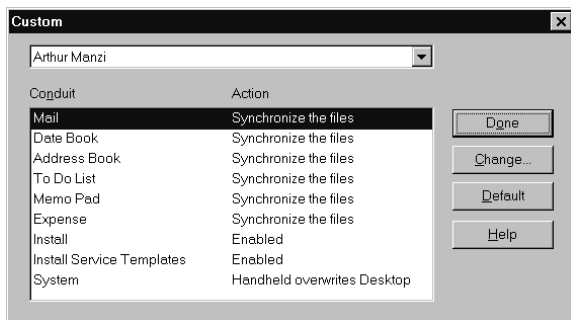 Custom
Arthur Manzi
Conduit Action
Mail Synchronize the files
Date Book Synchronize the files
Address Book Synchronize the files
To Do List Synchronize the files
Memo Pad Synchronize the files
Expense Synchronize the files
Install Enabled
Install Service Templates Enabled
System Handheld overwrites Desktop
Done
Change...
Default
Help